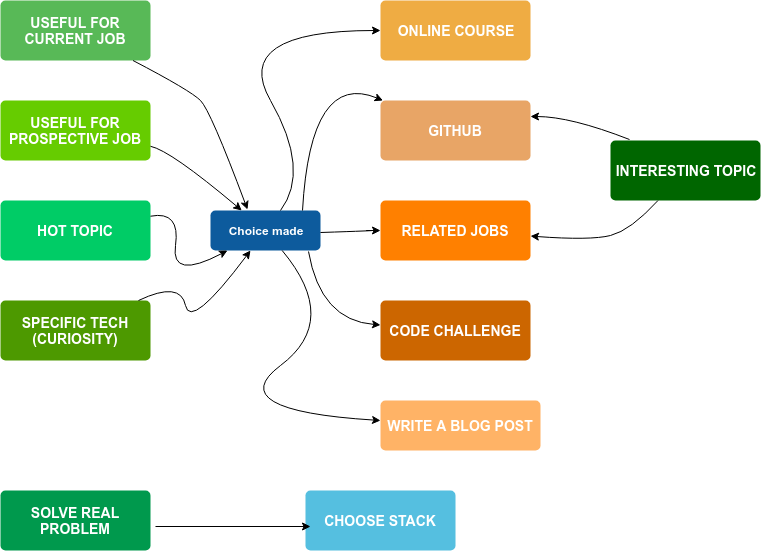 USEFUL FOR
CURRENT JOB
ONLINE COURSE
USEFUL FOR
PROSPECTIVE JOB
GITHUB
INTERESTING TOPIC
HOT TOPIC
Choice made
RELATED JOBS
SPECIFIC TECH
(CURIOSITY)
CODE CHALLENGE
WRITE A BLOG POST
SOLVE REAL
PROBLEM
CHOOSE STACK